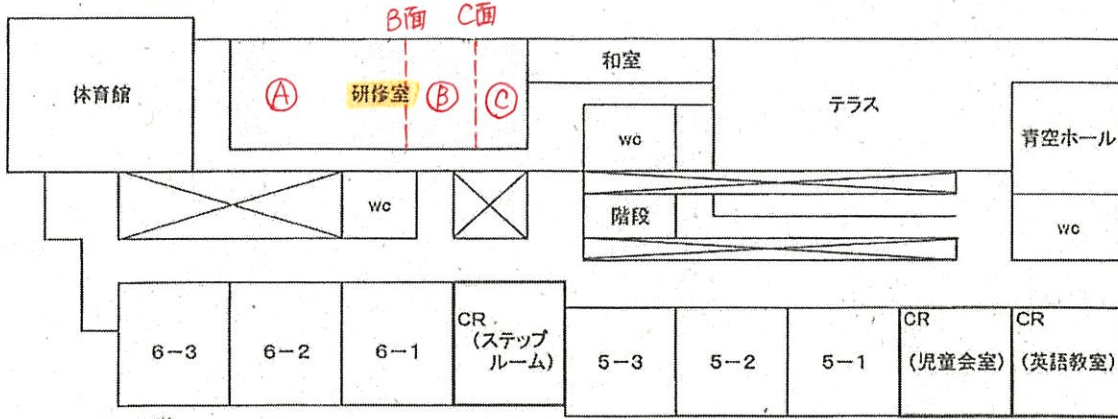 B面 C面
体育館
Ⓐ
研修室
Ⓑ
Ⓒ
和室
テラス
青空ホール
wc
wc
階段
wc
6-3
6-2
6-1
CR
(ステップ
ルーム)
5-3
5-2
5-1
CR
(児童会室)
CR
(英語教室)